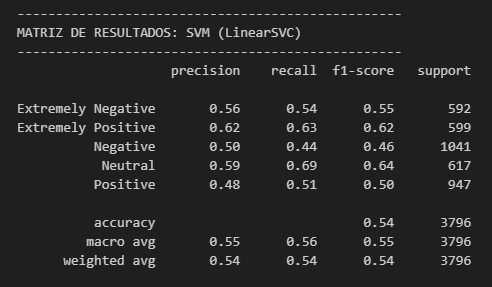 ----------------------------------------------------
MATRIZ DE RESULTADOS: SVM (LinearSVC)
----------------------------------------------------
precision recall f1-score support
Extremely Negative 0.56 0.54 0.55 592
Extremely Positive 0.62 0.63 0.62 599
Negative 0.50 0.44 0.46 1041
Neutral 0.59 0.69 0.64 617
Positive 0.48 0.51 0.50 947
accuracy 0.54 3796
macro avg 0.55 0.56 0.55 3796
weighted avg 0.54 0.54 0.54 3796